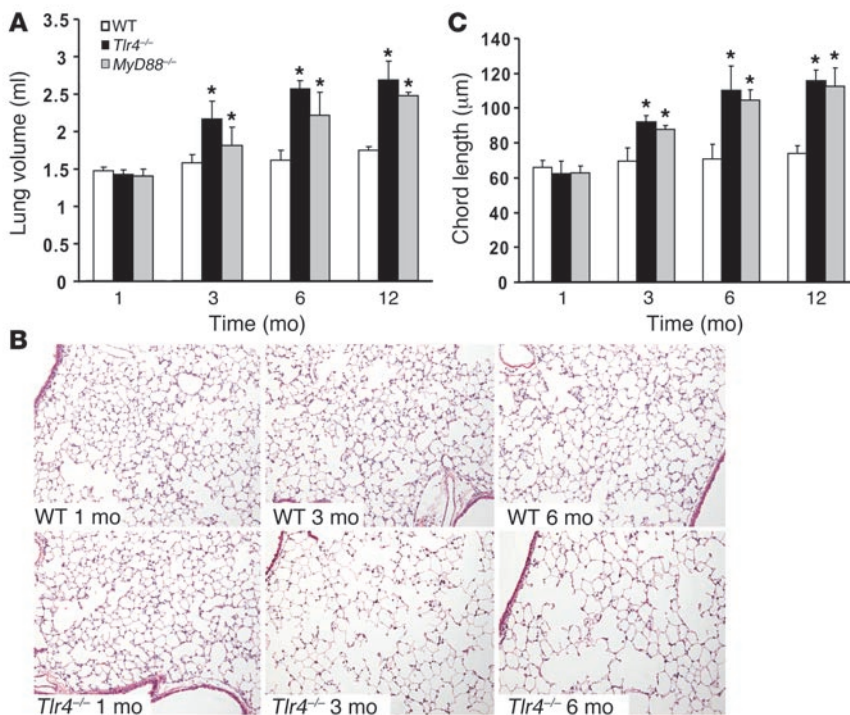 A
WT
Tlr4⁻/⁻
MyD88⁻/⁻
Lung volume (ml)
3.5
3
2.5
2
1.5
1
0.5
0
* * * * * *
1 3 6 12
Time (mo)
C
Chord length (μm)
140
120
100
80
60
40
20
0
* * * * * *
1 3 6 12
Time (mo)
B
WT 1 mo
WT 3 mo
WT 6 mo
Tlr4⁻/⁻ 1 mo
Tlr4⁻/⁻ 3 mo
Tlr4⁻/⁻ 6 mo